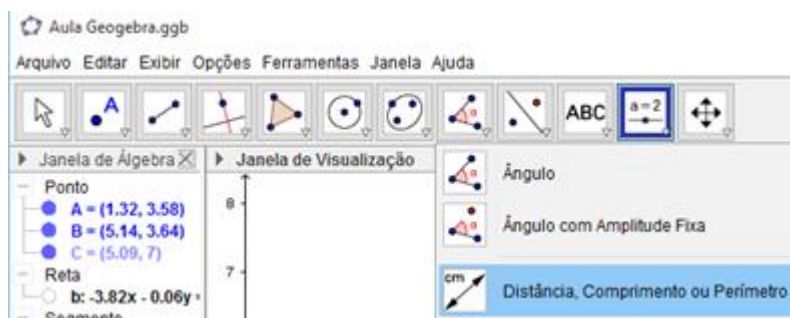 Aula Geogebra.ggb
Arquivo Editar Exibir Opções Ferramentas Janela Ajuda
A ABC a=2
Janela de Álgebra Janela de Visualização
Ponto
A = (1.32, 3.58)
B = (5.14, 3.64)
C = (5.09, 7)
Reta
b: -3.82x - 0.06y
Segmento
8
7
α Ângulo
α Ângulo com Amplitude Fixa
cm Distância, Comprimento ou Perímetro